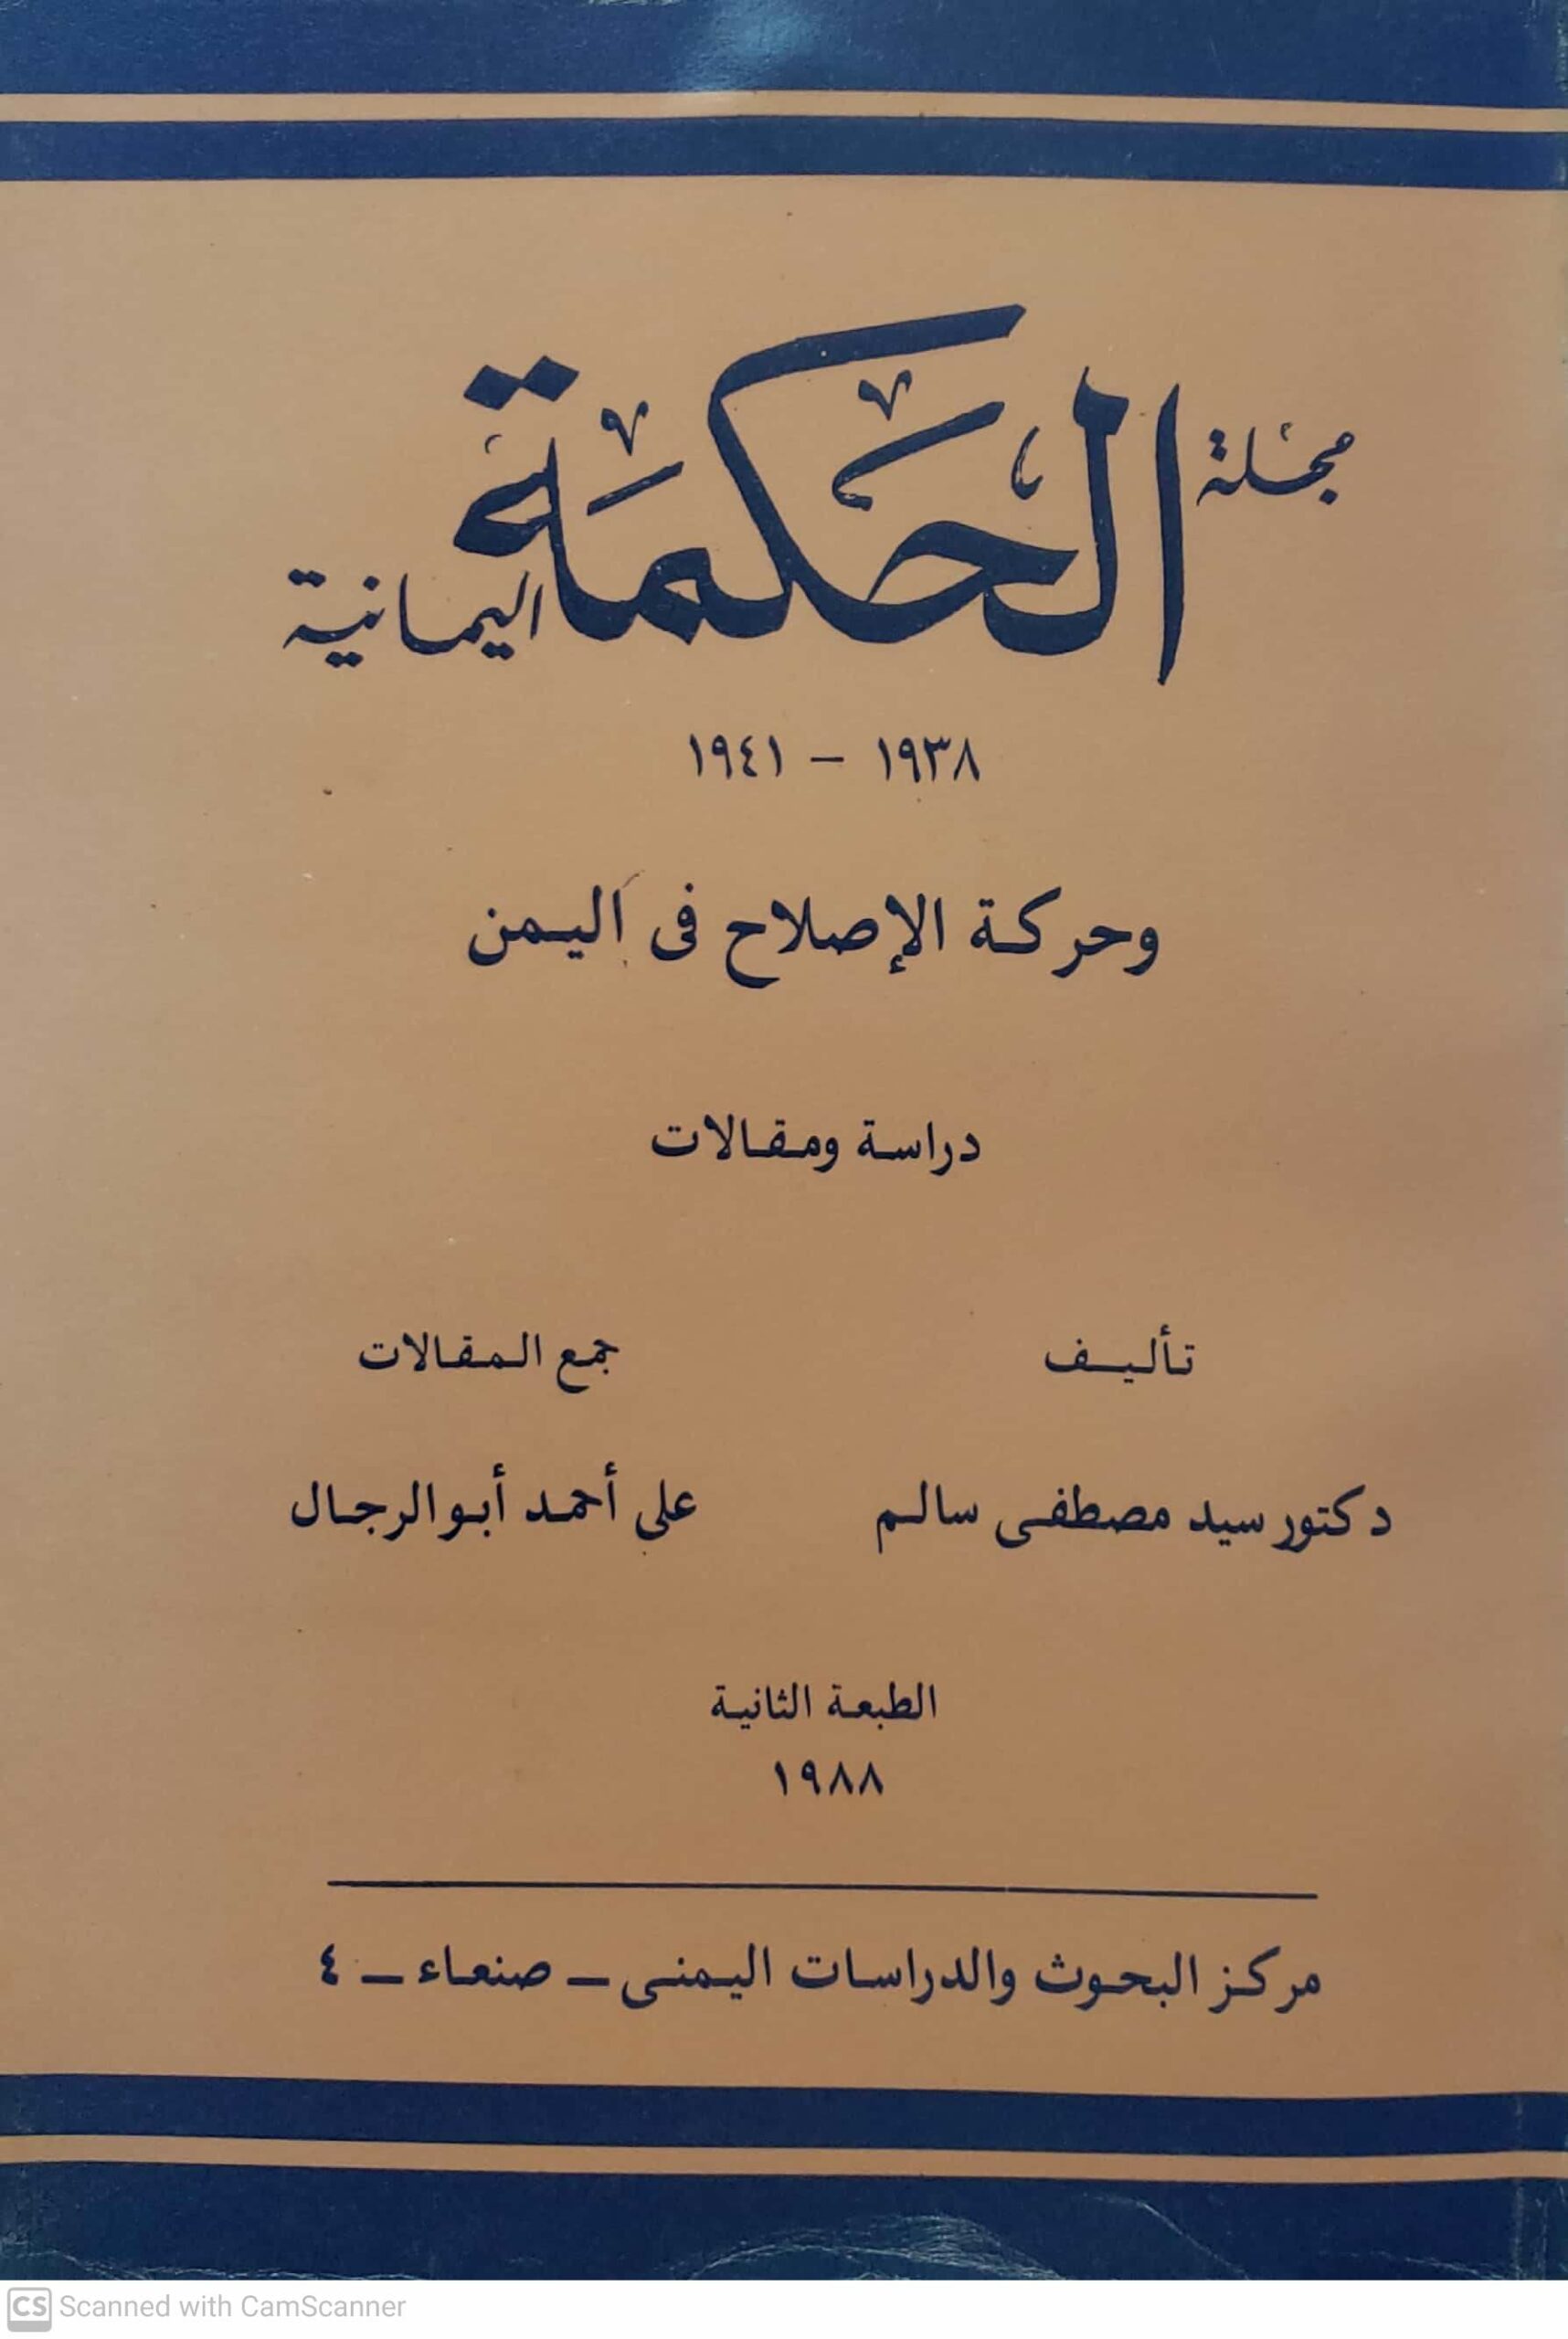 مجلة الحكمة اليمانية
١٩٣٨ - ١٩٤١
وحركة الإصلاح فى اليمن
دراسة ومقالات
تأليف
جمع المقالات
دكتور سيد مصطفى سالم
على أحمد أبو الرجال
الطبعة الثانية
١٩٨٨
مركز البحوث والدراسات اليمنى - صنعاء - ٤
CS Scanned with CamScanner